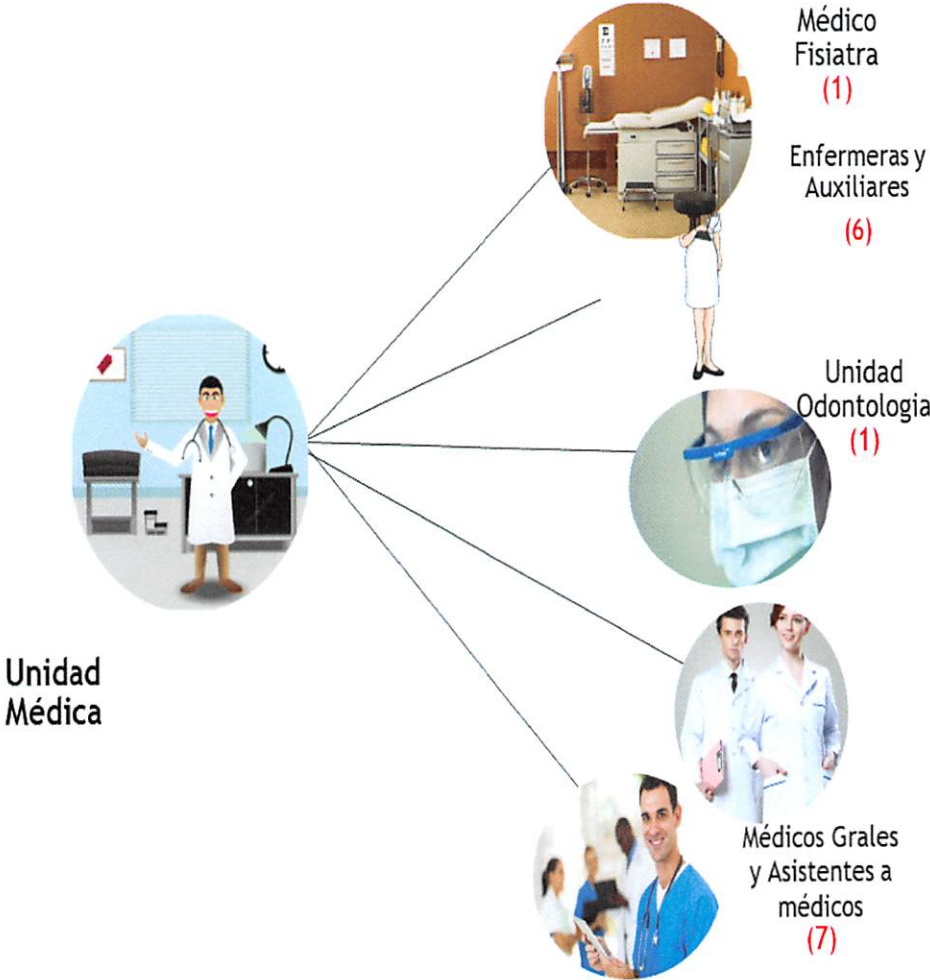 Médico
Fisiatra
(1)
Enfermeras y
Auxiliares
(6)
Unidad
Odontologia
(1)
Unidad
Médica
Médicos Grales
y Asistentes a
médicos
(7)